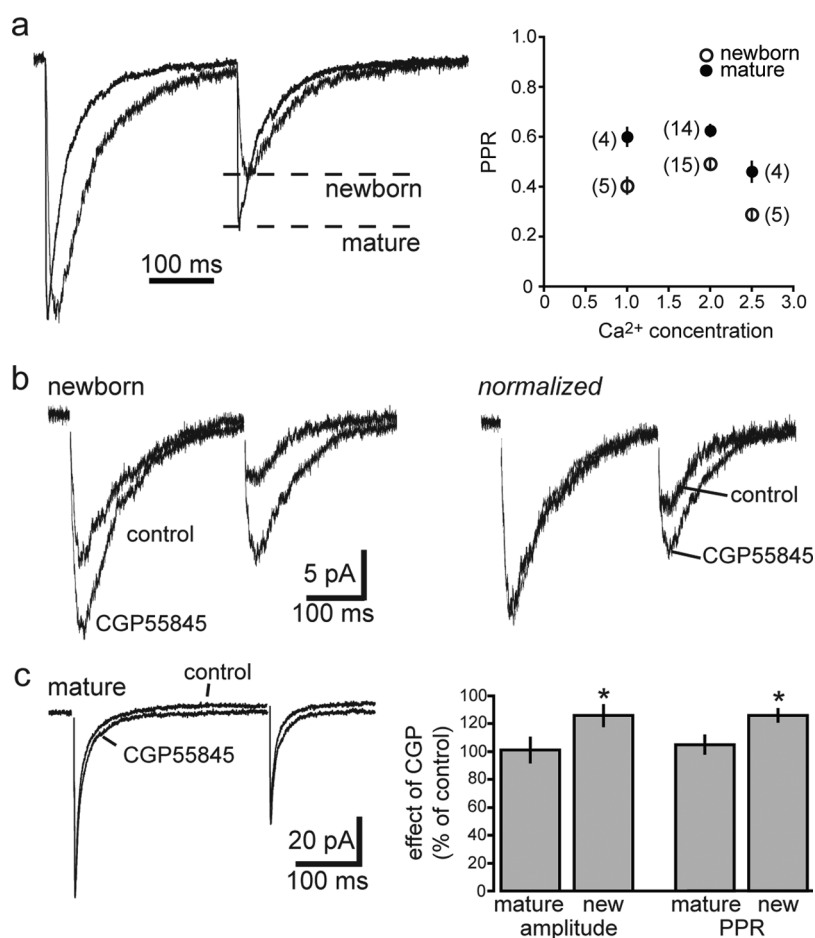 a
newborn
mature
100 ms
1.0
0.8
0.6
0.4
0.2
0
PPR
newborn
mature
(4)
(14)
(5)
(15)
(4)
(5)
0 0.5 1.0 1.5 2.0 2.5 3.0
Ca2+ concentration
b
newborn
control
CGP55845
5 pA
100 ms
normalized
control
CGP55845
c
mature
control
CGP55845
20 pA
100 ms
effect of CGP
(% of control)
100
120
100
80
60
40
20
0
*
*
mature new mature new
amplitude PPR